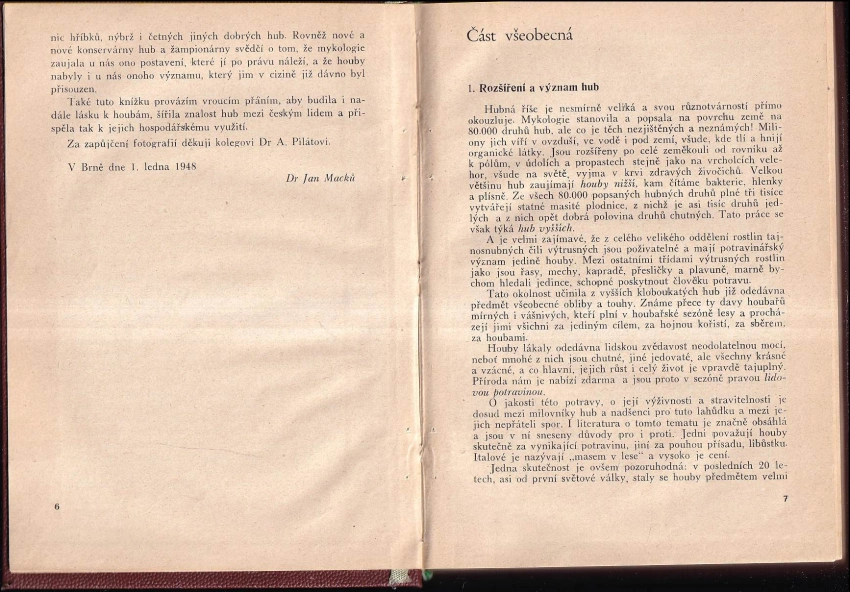 nic hříbků, nýbrž i četných jiných dobrých hub. Rovněž nové a
nové konservárny hub a žampionárny svědčí o tom, že mykologie
zaujala u nás ono postavení, které jí po právu náleží, a že houby
nabyly i u nás onoho významu, který jim v cizině již dávno byl
přisouzen.
Také tuto knížku provázím vroucím přáním, aby budila i na-
dále lásku k houbám, šířila znalost hub mezi českým lidem a při-
spěla tak k jejich hospodářskému využití.
Za zapůjčení fotografií děkuji kolegovi Dr A. Pilátovi.
V Brně dne 1. ledna 1948
Dr Jan Macků
6
Část všeobecná
1. Rozšíření a význam hub
Hubná říše je nesmírně veliká a svou různotvárností přímo
okouzluje. Mykologie stanovila a popsala na povrchu země na
80.000 druhů hub, ale co je těch nezjištěných a neznámých! Mili-
ony jich víří v ovzduší, ve vodě i pod zemí, všude, kde tlí a hnijí
organické látky. Jsou rozšířeny po celé zeměkouli od rovníku až
k pólům, v údolích a propastech stejně jako na vrcholcích vele-
hor, všude na světě, vyjma v krvi zdravých živočichů. Velkou
většinu hub zaujímají houby nižší, kam čítáme bakterie, hlenky
a plísně. Ze všech 80.000 popsaných hubných druhů plné tři tisíce
vytvářejí statné masité plodnice, z nichž je asi tisíc druhů jed-
lých a z nich opět dobrá polovina druhů chutných. Tato práce se
však týká hub vyšších.
A je velmi zajímavé, že z celého velikého oddělení rostlin taj-
nosnubných čili výtrusných jsou poživatelné a mají potravinářský
význam jedině houby. Mezi ostatními třídami výtrusných rostlin
jako jsou řasy, mechy, kapradě, přesličky a plavuně, marně by-
chom hledali jedince, schopné poskytnout člověku potravu.
Tato okolnost učinila z vyšších kloboukatých hub již odedávna
předmět všeobecné obliby a touhy. Známe přece ty davy houbařů
mírných i vášnivých, kteří plní v houbařské sezóně lesy a prochá-
zejí jimi všichni za jediným cílem, za hojnou kořistí, za sběrem,
za houbami.
Houby lákaly odedávna lidskou zvědavost neodolatelnou mocí,
neboť mnohé z nich jsou chutné, jiné jedovaté, ale všechny krásné
a vzácné, a co hlavní, jejich růst i celý život je vpravdě tajuplný.
Příroda nám je nabízí zdarma a jsou proto v sezóně pravou lido-
vou potravinou.
O jakosti této potravy, o její výživnosti a stravitelnosti je
dosud mezi milovníky hub a nadšenci pro tuto lahůdku a mezi je-
jich nepřáteli spor. I literatura o tomto tematu je značně obsáhlá
a jsou v ní sneseny důvody pro i proti. Jedni považují houby
skutečně za vynikající potravinu, jiní za pouhou přísadu, libůstku.
Italové je nazývají „masem v lese" a vysoko je cení.
Jedna skutečnost je ovšem pozoruhodná: v posledních 20 le-
tech, asi od první světové války, staly se houby předmětem velmi
7